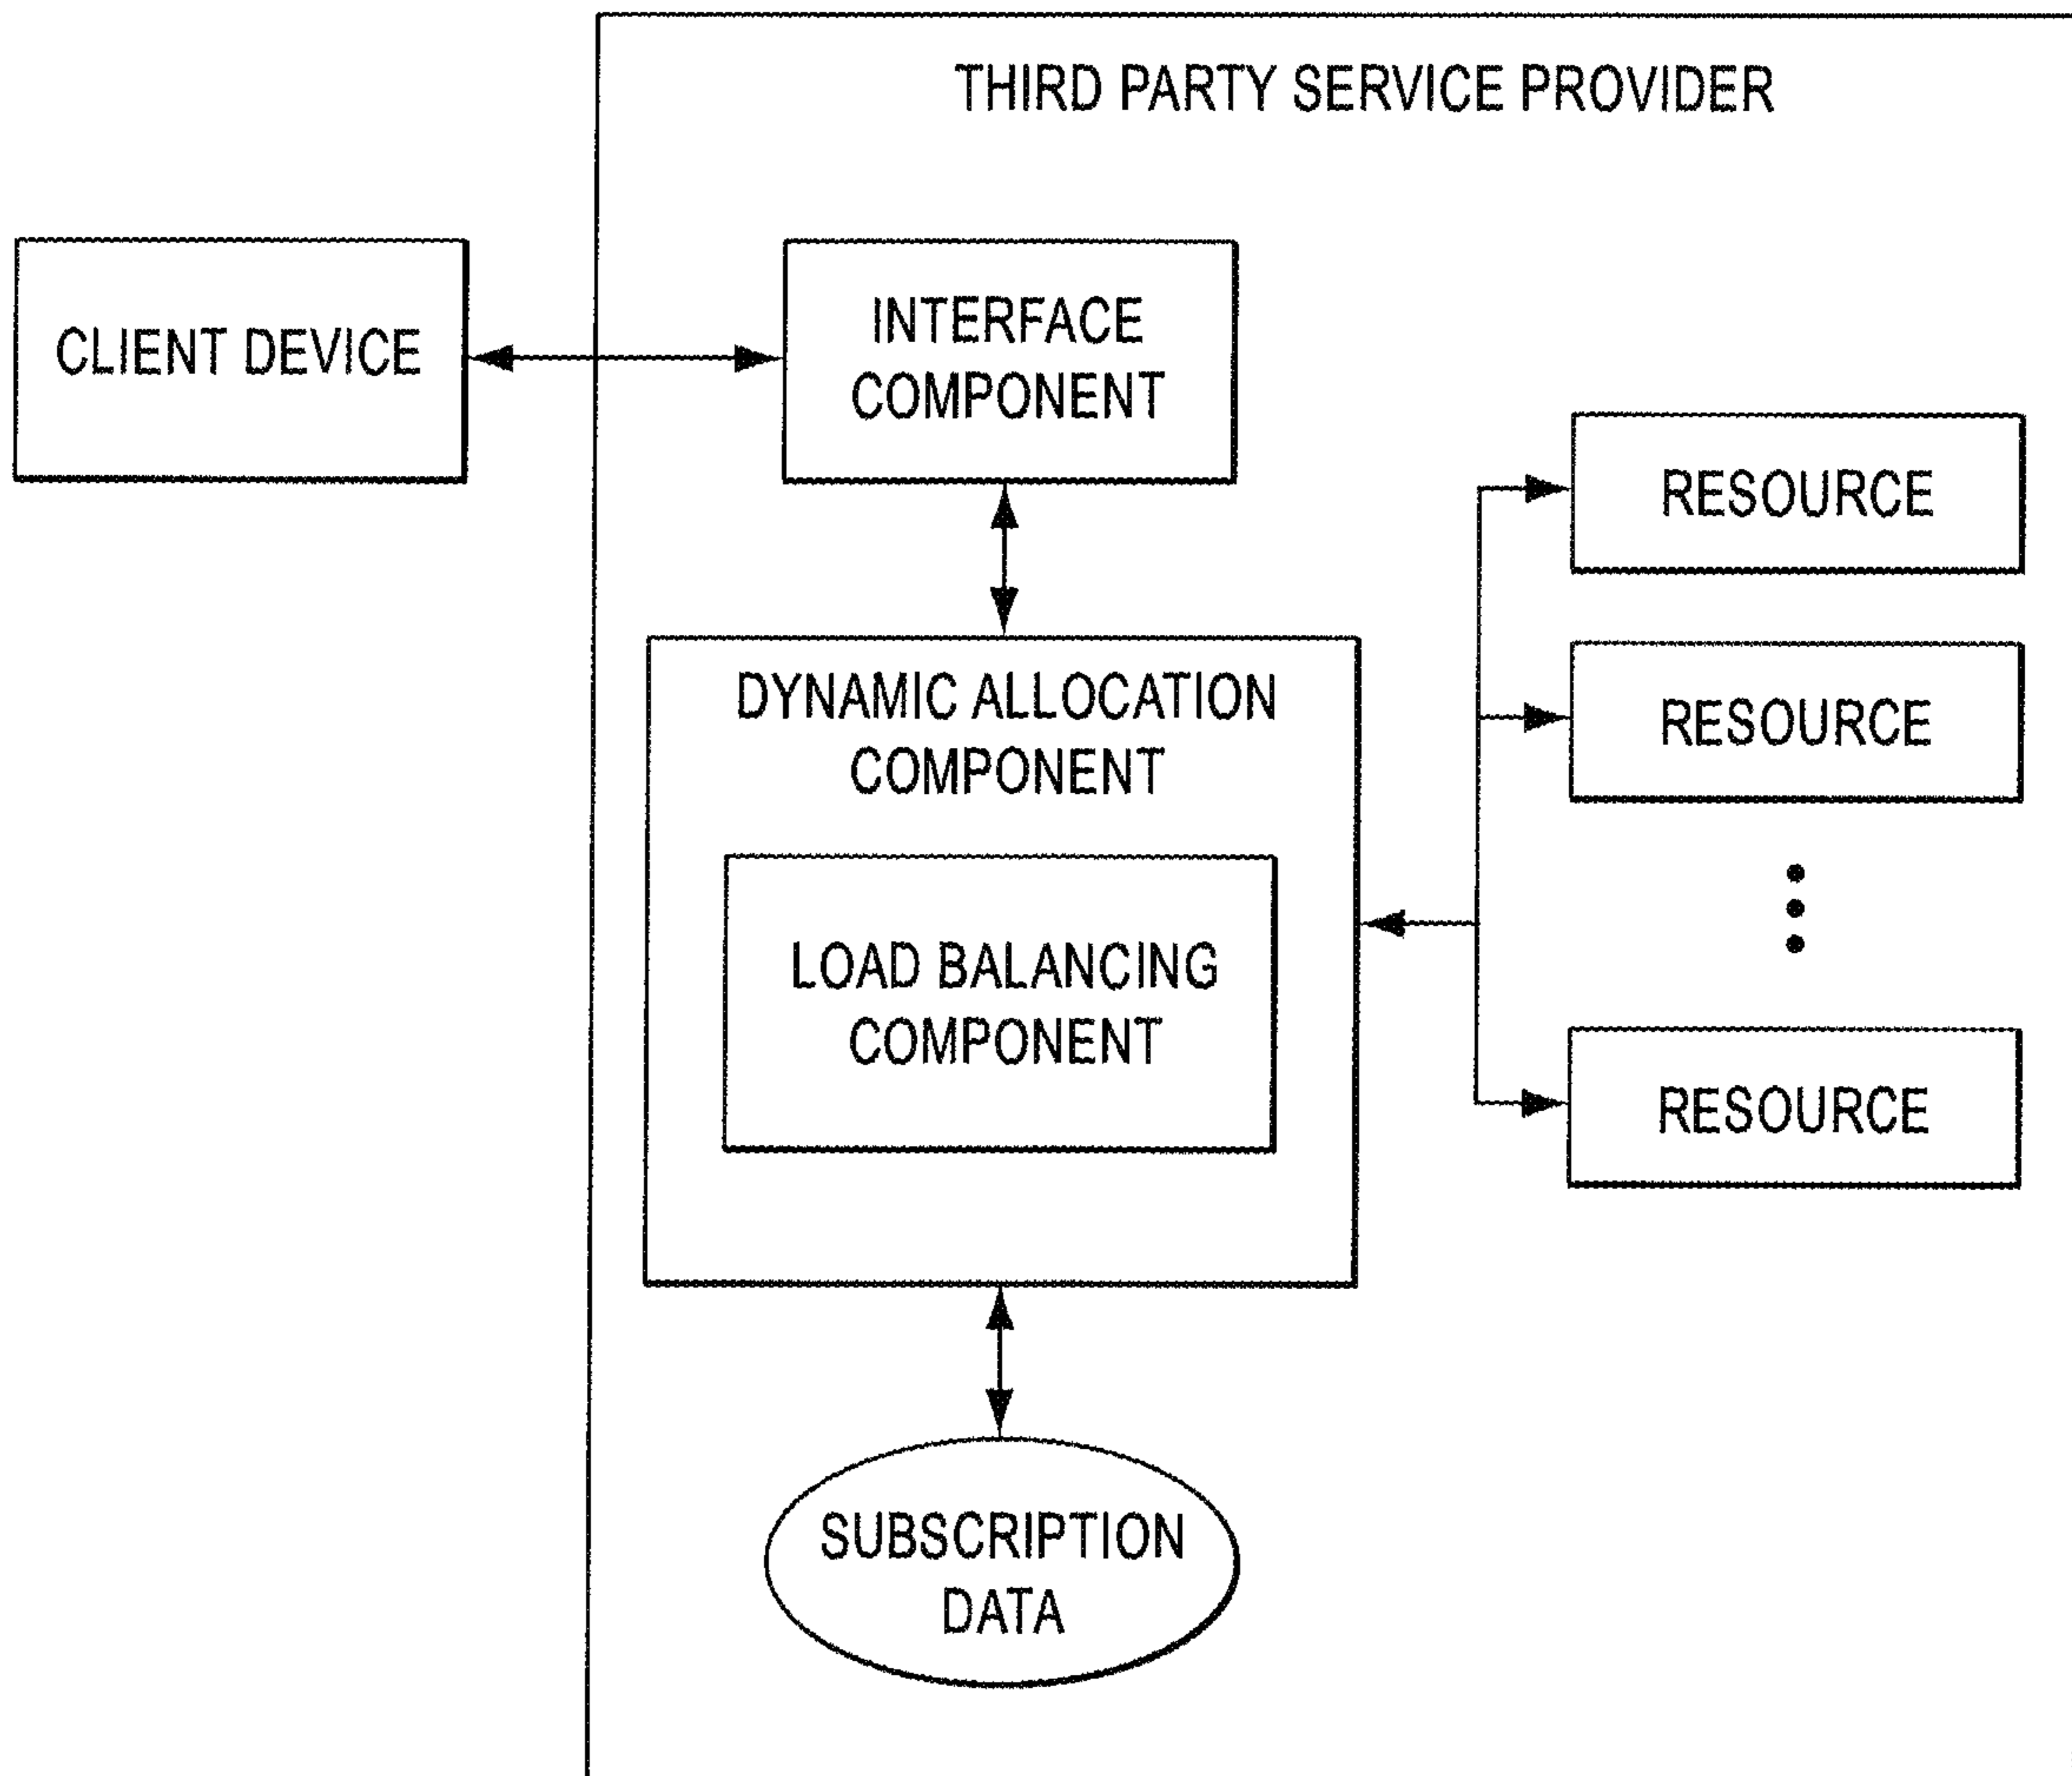 THIRD PARTY SERVICE PROVIDER
CLIENT DEVICE
INTERFACE
COMPONENT
DYNAMIC ALLOCATION
COMPONENT
LOAD BALANCING
COMPONENT
RESOURCE
RESOURCE
RESOURCE
SUBSCRIPTION
DATA